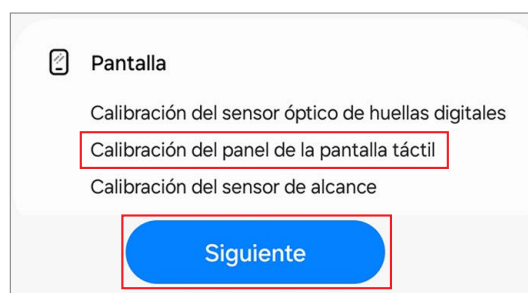 Pantalla
Calibración del sensor óptico de huellas digitales
Calibración del panel de la pantalla táctil
Calibración del sensor de alcance
Siguiente